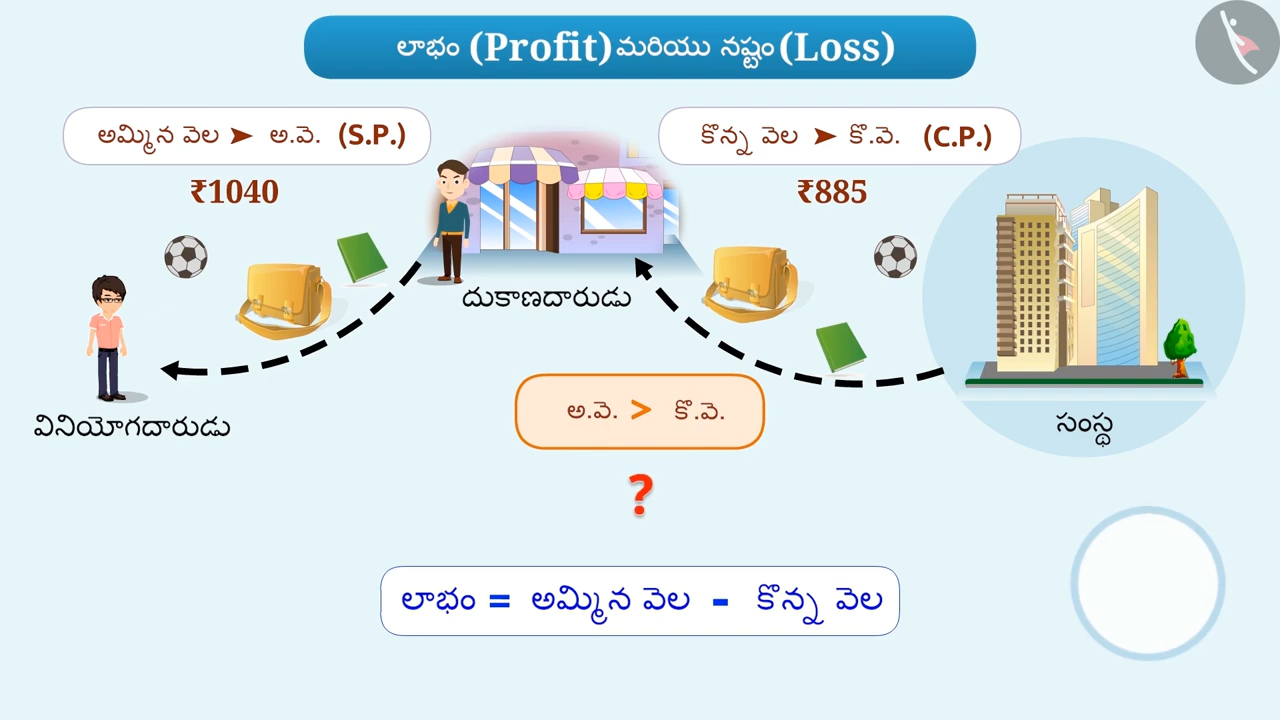 లాభం (Profit) మరియు నష్టం (Loss)
అమ్మిన వెల ➤ అ.వె. (S.P.)
₹1040
కొన్న వెల ➤ కొ.వె. (C.P.)
₹885
దుకాణదారుడు
వినియోగదారుడు
సంస్థ
అ.వె. > కొ.వె.
?
లాభం = అమ్మిన వెల - కొన్న వెల